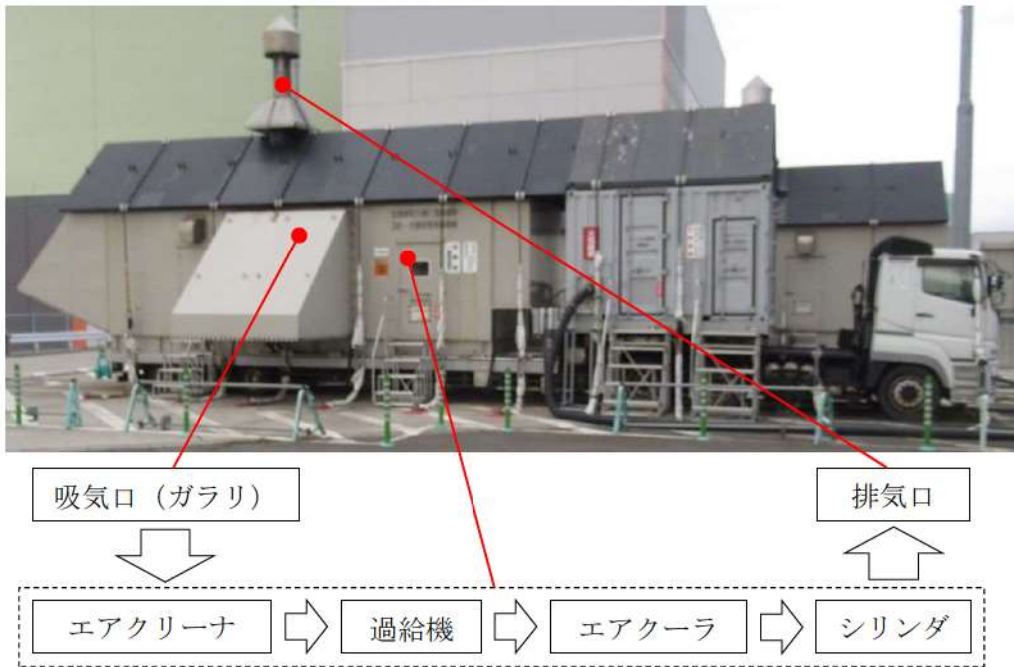 吸気口（ガラリ）
排気口
エアクリーナ
過給機
エアクーラ
シリンダ